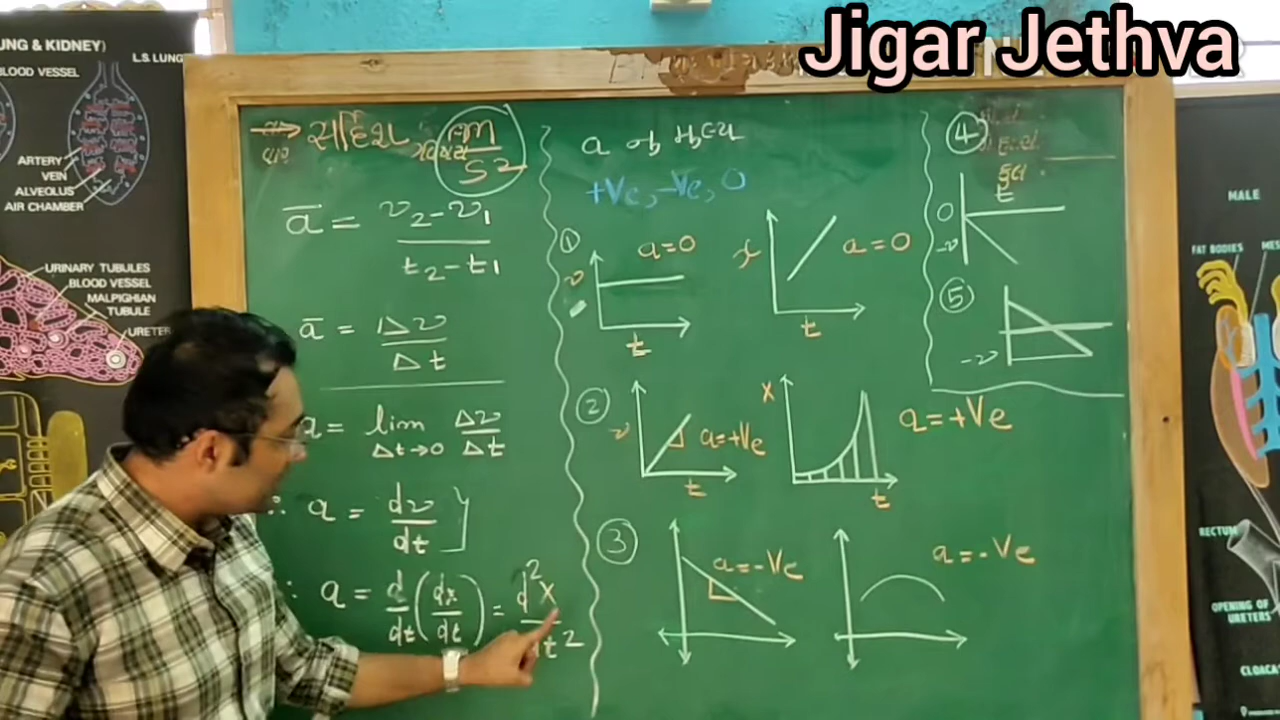 Jigar Jethva
UNG & KIDNEY)
BLOOD VESSEL
L.S. LUNG
ARTERY
VEIN
ALVEOLUS
AIR CHAMBER
URINARY TUBULES
BLOOD VESSEL
MALPIGHIAN
TUBULE
URETER
→ સાદિશ m/s2
a̅ = v2-v1 / t2-t1
a̅ = Δv / Δt
a = lim Δt→0 Δv/Δt
∴ a = dv/dt
∴ a = d/dt (dx/dt) = d²x/dt²
a નું મૂલ્ય
+Ve, -Ve, 0
①
v
a=0
t
x
a=0
t
②
v
a=+Ve
t
x
a=+Ve
t
③
a=-Ve
a=-Ve
④
t
0
-v
⑤
-v
MALE
FAT BODIES
RECTUM
OPENING OF
URETERS
CLOACA